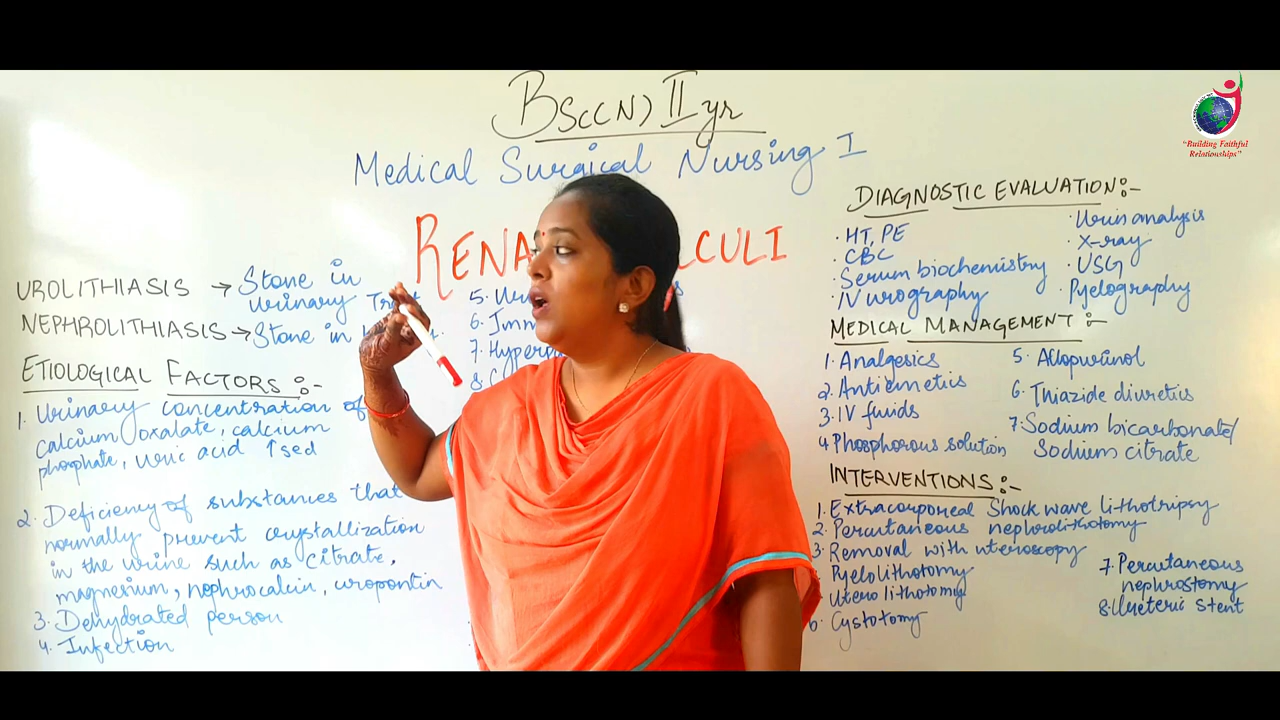 BSc(N) II yr
Medical Surgical Nursing I
RENA CULI
"Building Faithful
Relationships"
UROLITHIASIS → Stone in
Urinary
NEPHROLITHIASIS → Stone in
ETIOLOGICAL FACTORS :-
1. Urinary concentration of
calcium oxalate, calcium
phosphate, uric acid ↑sed
2. Deficiency of substances that
normally prevent crystallization
in the urine such as citrate,
magnesium, nephrocalcin, uropontin
3. Dehydrated person
4. Infection
5.
6.
7.
8.
DIAGNOSTIC EVALUATION :-
· HT, PE
· CBC
· Serum biochemistry
· IV urography
· Urin analysis
· X-ray
· USG
· Pyelography
MEDICAL MANAGEMENT :-
1. Analgesics
2. Antiemetics
3. IV fluids
4 Phosphorous solution
5. Allopurinol
6. Thiazide diuretics
7. Sodium bicarbonate/
Sodium citrate
INTERVENTIONS :-
1. Extracorporeal Shock wave lithotripsy
2. Percutaneous nephrolithotomy
3. Removal with uteroscopy
Pyelolithotomy
Uterolithotomy
6. Cystotomy
7. Percutaneous
nephrostomy
8. Ureteric stent